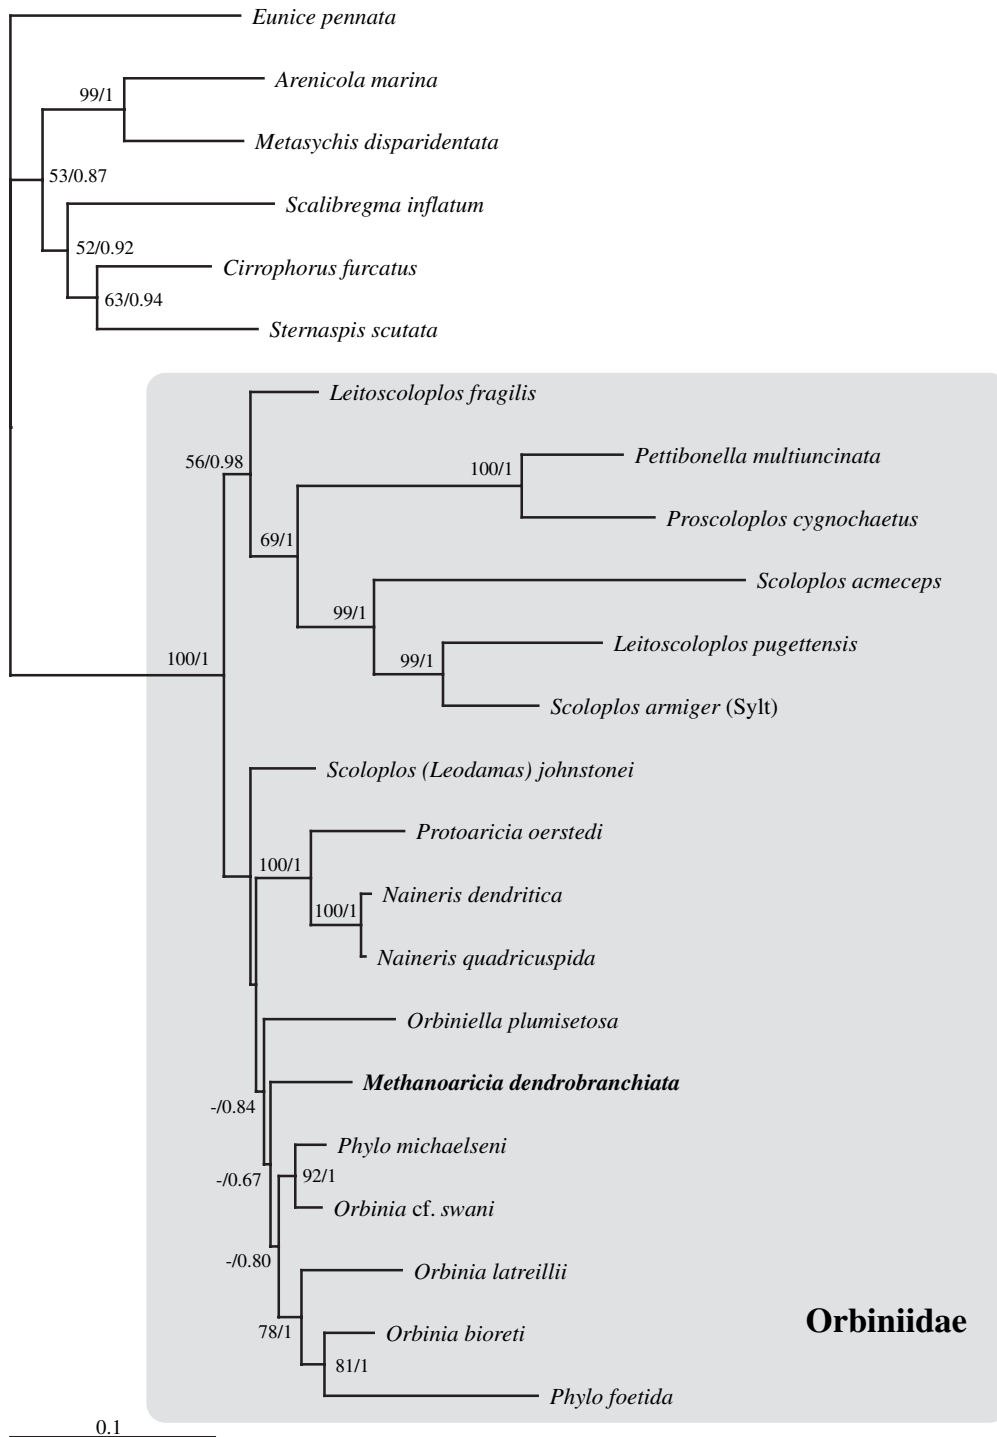 Eunice pennata
Arenicola marina
99/1
Metasychis disparidentata
53/0.87
Scalibregma inflatum
52/0.92
Cirrophorus furcatus
63/0.94
Sternaspis scutata
Leitoscoloplos fragilis
56/0.98
Pettibonella multiuncinata
100/1
Proscoloplos cygnochaetus
69/1
Scoloplos acmeceps
99/1
Leitoscoloplos pugettensis
99/1
100/1
Scoloplos armiger (Sylt)
Scoloplos (Leodamas) johnstonei
Protoaricia oerstedi
100/1
Naineris dendritica
100/1
Naineris quadricuspida
Orbiniella plumisetosa
Methanoaricia dendrobranchiata
-/0.84
Phylo michaelseni
-/0.67
92/1
Orbinia cf. swani
-/0.80
Orbinia latreillii
Orbiniidae
78/1
Orbinia bioreti
81/1
Phylo foetida
0.1